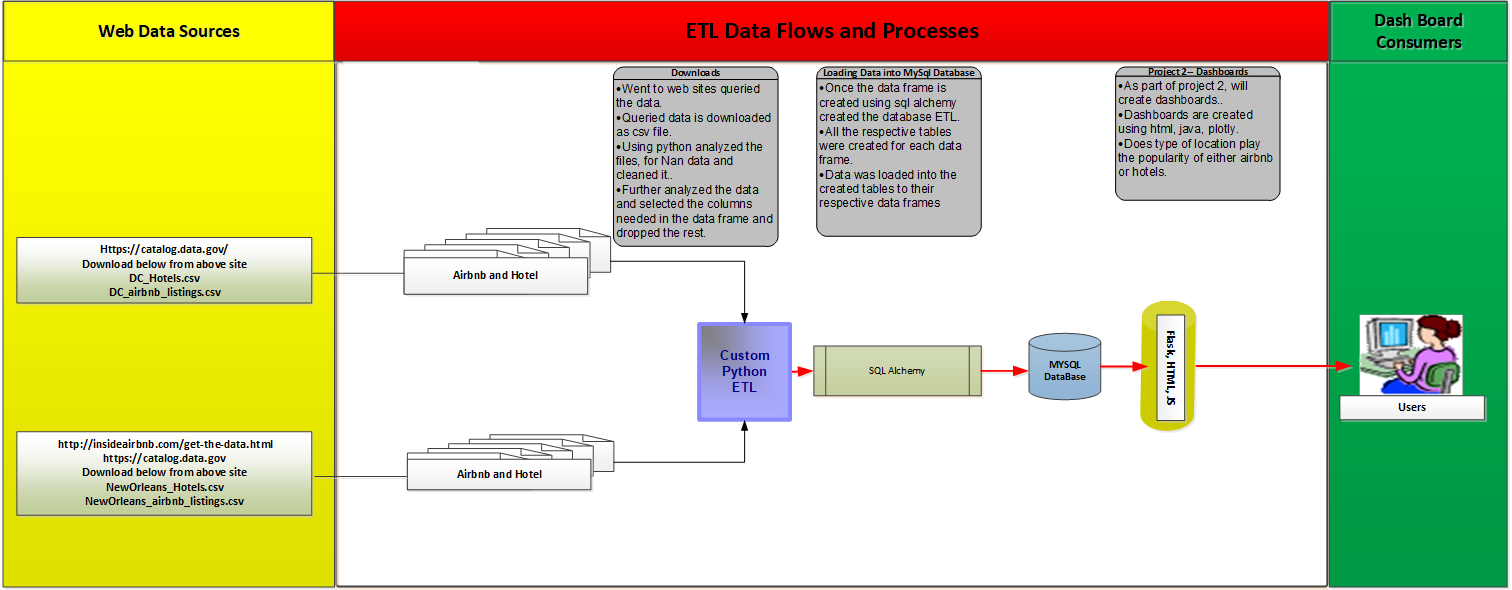 Web Data Sources
ETL Data Flows and Processes
Dash Board
Consumers
Downloads
•Went to web sites queried
the data.
•Queried data is downloaded
as csv file.
•Using python analyzed the
files, for Nan data and
cleaned it..
•Further analyzed the data
and selected the columns
needed in the data frame and
dropped the rest.
Loading Data into MySql Database
•Once the data frame is
created using sql alchemy
created the database ETL.
•All the respective tables
were created for each data
frame.
•Data was loaded into the
created tables to their
respective data frames
Project 2-- Dashboards
•As part of project 2, will
create dashboards..
•Dashboards are created
using html, java, plotly.
•Does type of location play
the popularity of either airbnb
or hotels.
Https://catalog.data.gov/
Download below from above site
DC_Hotels.csv
DC_airbnb_listings.csv
Airbnb and Hotel
Custom
Python
ETL
SQL Alchemy
MYSQL
DataBase
Flask, HTMl, JS
Users
http://insideairbnb.com/get-the-data.html
https://catalog.data.gov
Download below from above site
NewOrleans_Hotels.csv
NewOrleans_airbnb_listings.csv
Airbnb and Hotel